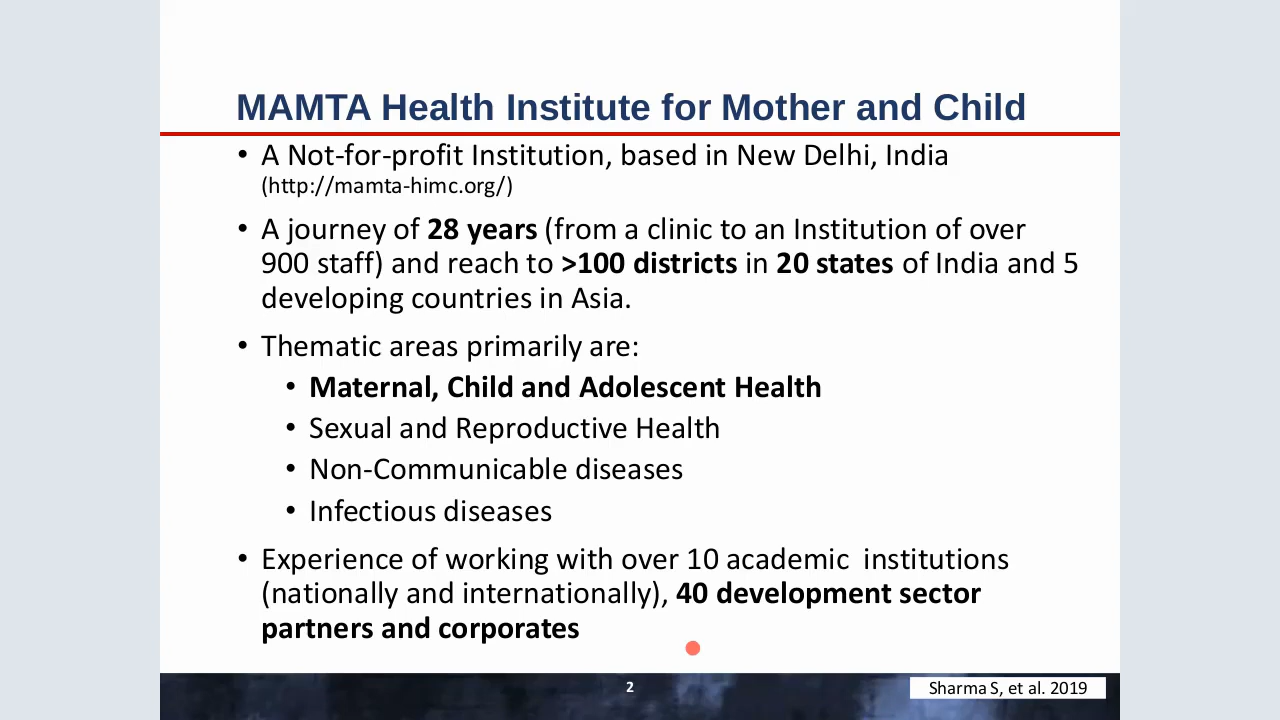 MAMTA Health Institute for Mother and Child
• A Not-for-profit Institution, based in New Delhi, India
(http://mamta-himc.org/)
• A journey of 28 years (from a clinic to an Institution of over
900 staff) and reach to >100 districts in 20 states of India and 5
developing countries in Asia.
• Thematic areas primarily are:
• Maternal, Child and Adolescent Health
• Sexual and Reproductive Health
• Non-Communicable diseases
• Infectious diseases
• Experience of working with over 10 academic  institutions
(nationally and internationally), 40 development sector
partners and corporates
2
Sharma S, et al. 2019